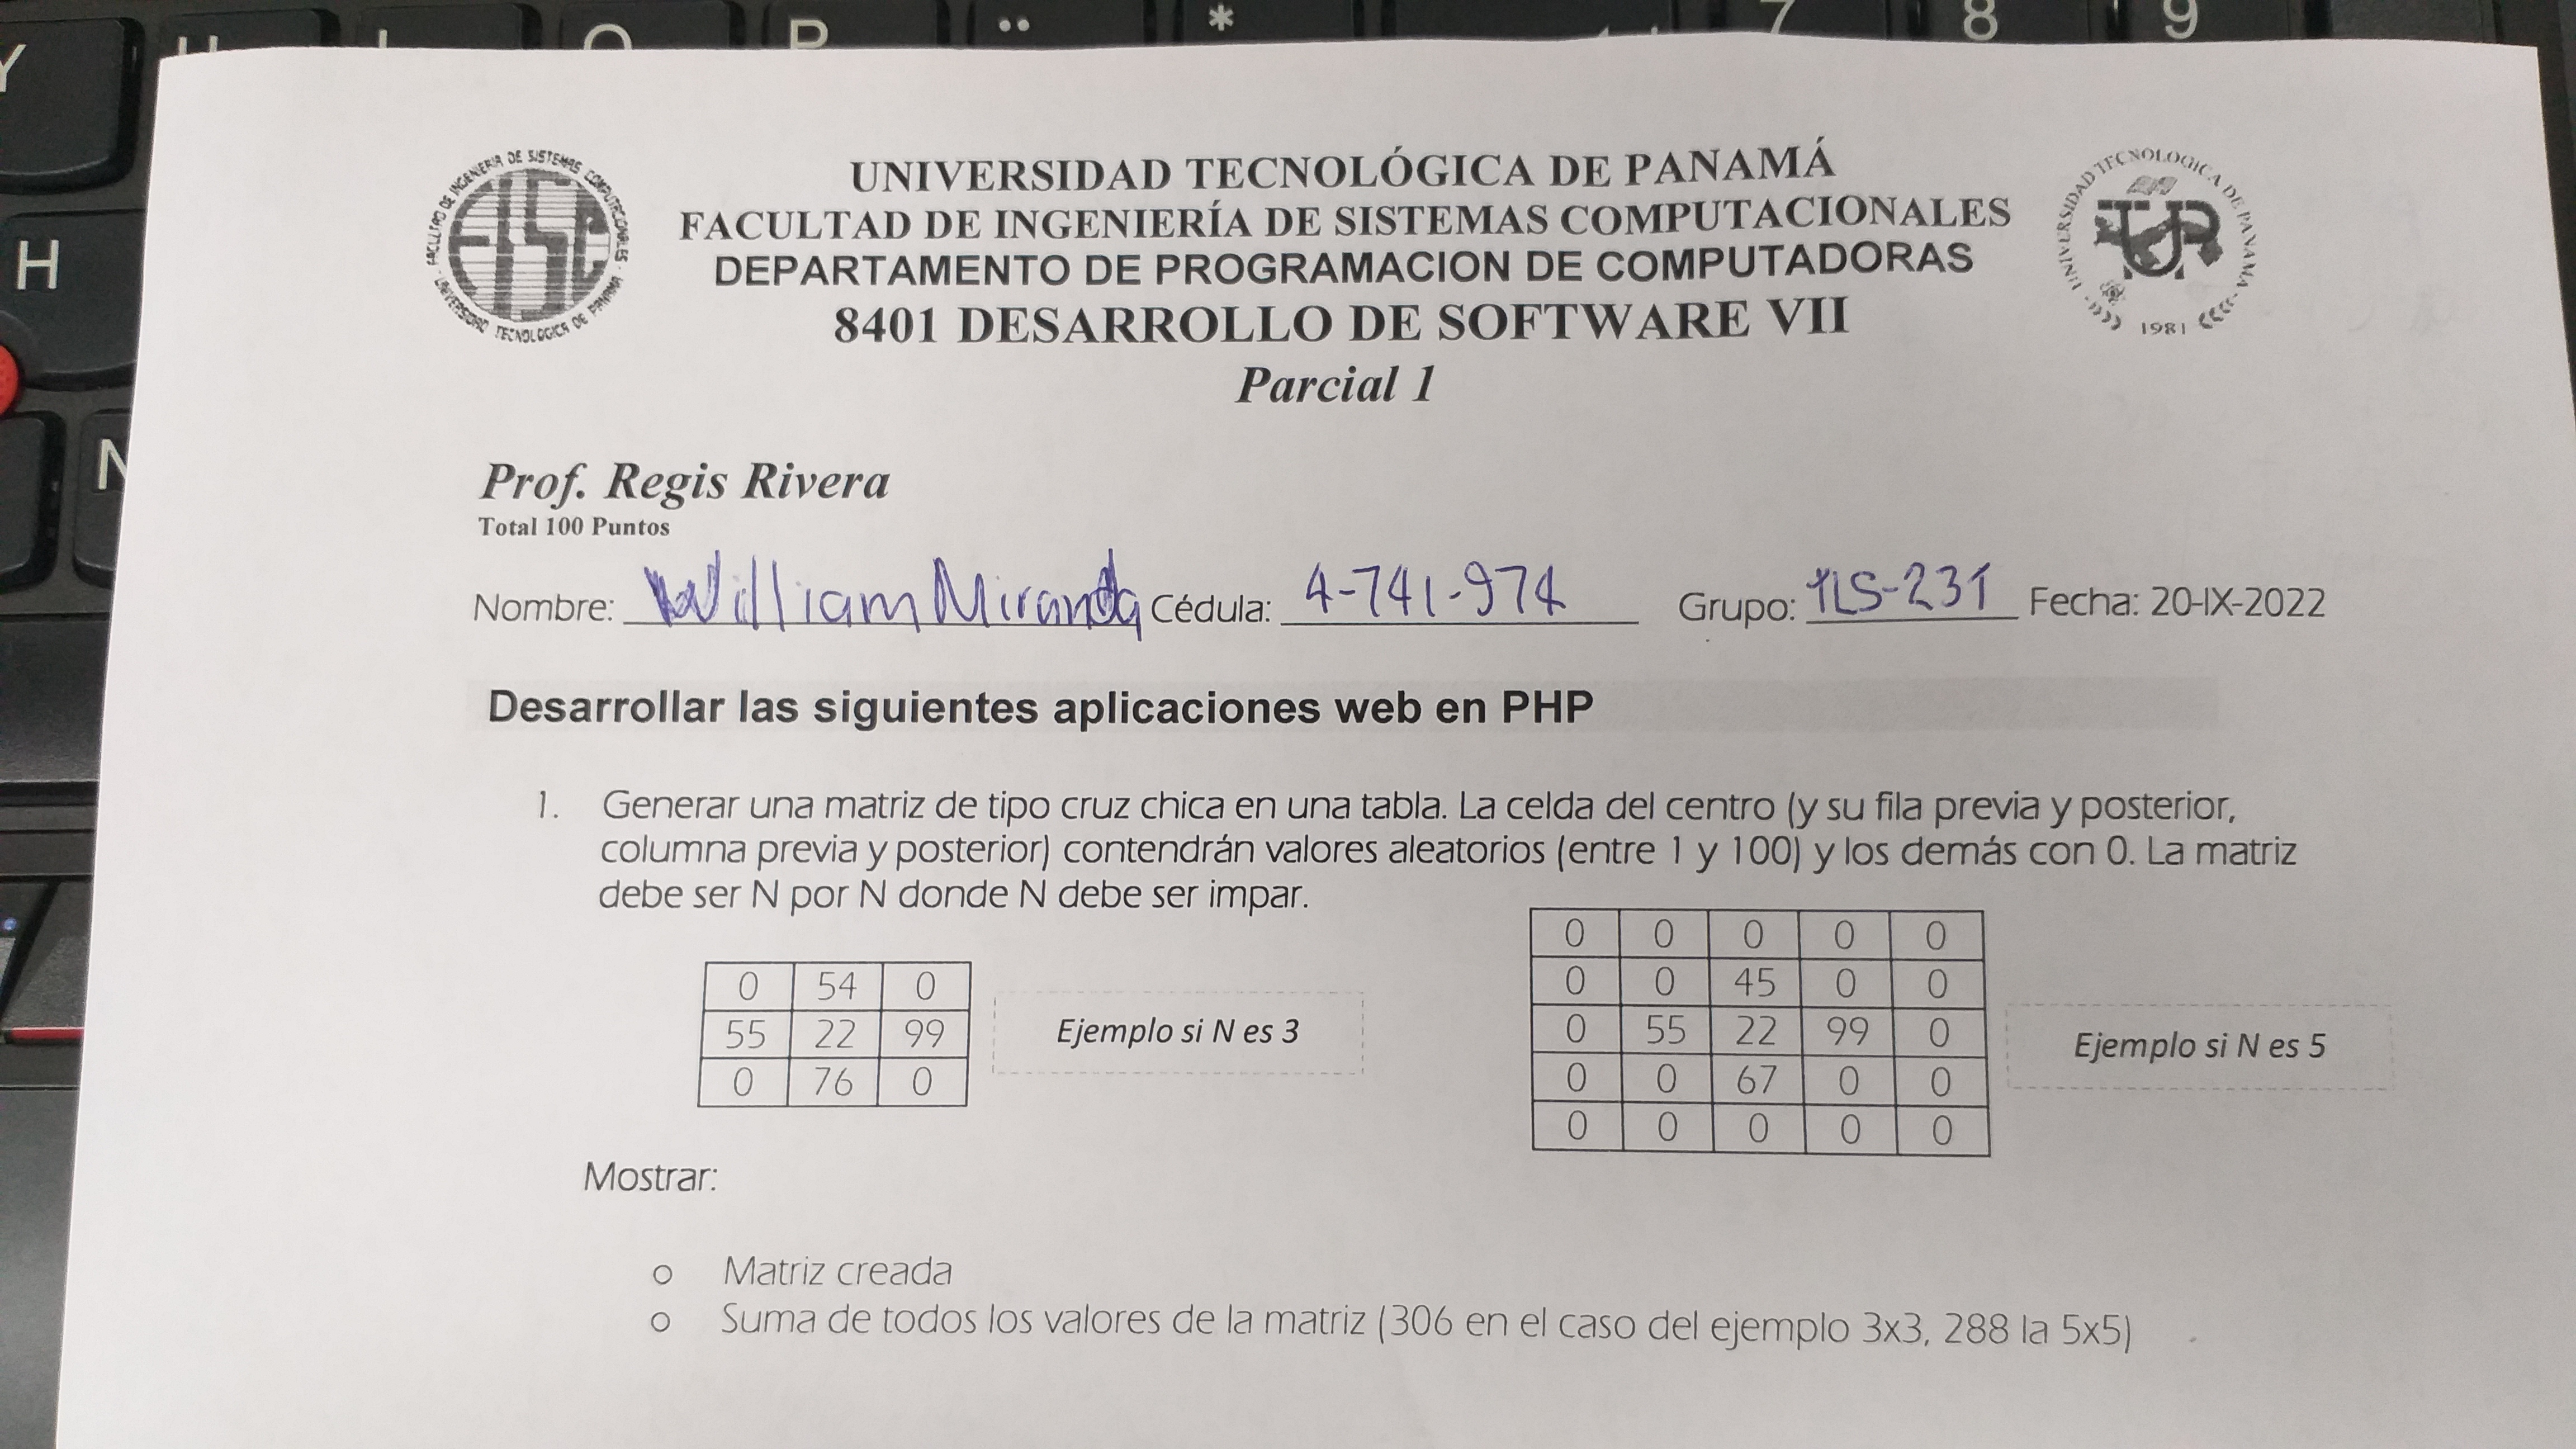 Y U I O P ¨ * 7 8 9
H
N
FACULTAD DE INGENIERIA DE SISTEMAS COMPUTACIONALES
FISC
UNIVERSIDAD TECNOLOGICA DE PANAMA
UNIVERSIDAD TECNOLÓGICA DE PANAMÁ
FACULTAD DE INGENIERÍA DE SISTEMAS COMPUTACIONALES
DEPARTAMENTO DE PROGRAMACION DE COMPUTADORAS
8401 DESARROLLO DE SOFTWARE VII
Parcial 1
UNIVERSIDAD TECNOLOGICA DE PANAMA
UTP
1981
Prof. Regis Rivera
Total 100 Puntos
Nombre: William Miranda Cédula: 4-741-974 Grupo: 1LS-231 Fecha: 20-IX-2022
Desarrollar las siguientes aplicaciones web en PHP
1. Generar una matriz de tipo cruz chica en una tabla. La celda del centro (y su fila previa y posterior,
columna previa y posterior) contendrán valores aleatorios (entre 1 y 100) y los demás con 0. La matriz
debe ser N por N donde N debe ser impar.
0 54 0
55 22 99
0 76 0
Ejemplo si N es 3
0 0 0 0 0
0 0 45 0 0
0 55 22 99 0
0 0 67 0 0
0 0 0 0 0
Ejemplo si N es 5
Mostrar:
o Matriz creada
o Suma de todos los valores de la matriz (306 en el caso del ejemplo 3x3, 288 la 5x5)